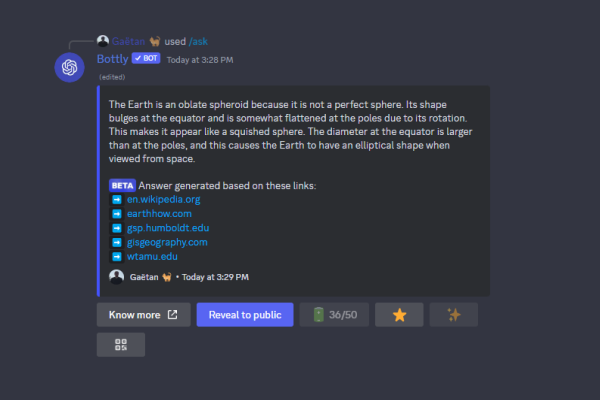 Gaëtan used /ask
Bottly BOT Today at 3:28 PM
(edited)
The Earth is an oblate spheroid because it is not a perfect sphere. Its shape
bulges at the equator and is somewhat flattened at the poles due to its rotation.
This makes it appear like a squished sphere. The diameter at the equator is larger
than at the poles, and this causes the Earth to have an elliptical shape when
viewed from space.
BETA Answer generated based on these links:
en.wikipedia.org
earthhow.com
gsp.humboldt.edu
gisgeography.com
wtamu.edu
Gaëtan • Today at 3:29 PM
Know more Reveal to public 36/50